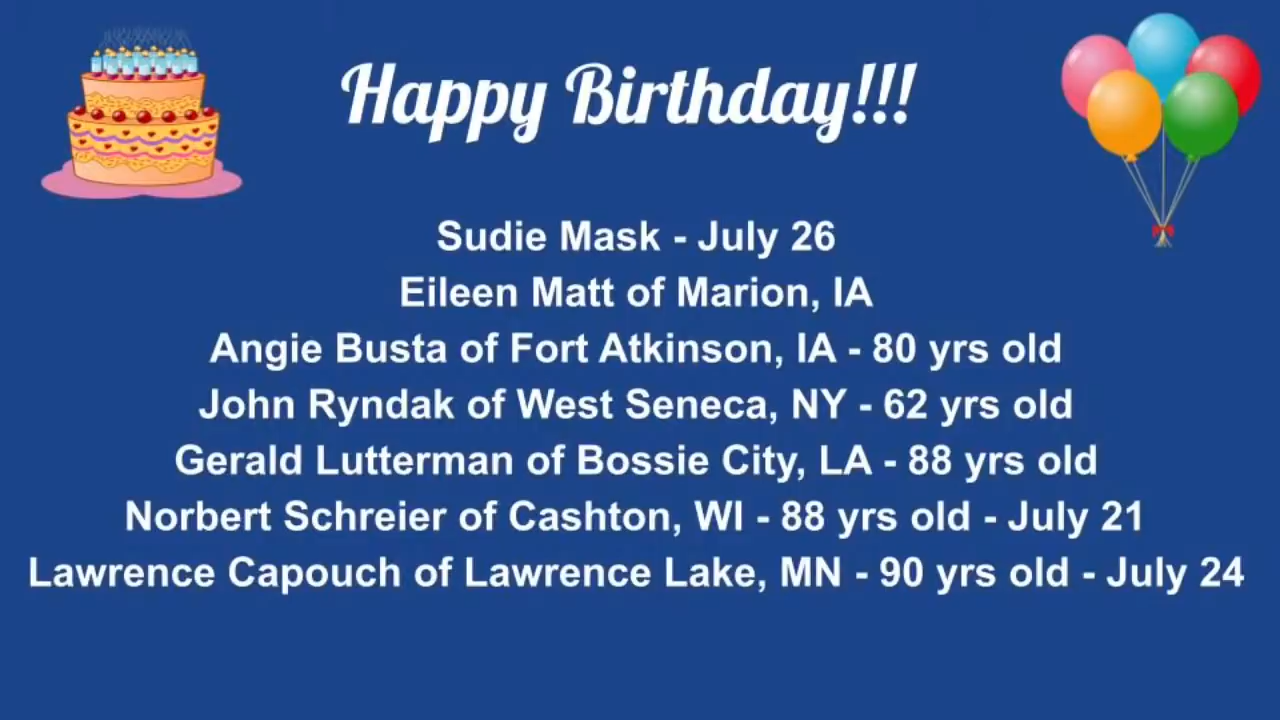 Happy Birthday!!!
Sudie Mask - July 26
Eileen Matt of Marion, IA
Angie Busta of Fort Atkinson, IA - 80 yrs old
John Ryndak of West Seneca, NY - 62 yrs old
Gerald Lutterman of Bossie City, LA - 88 yrs old
Norbert Schreier of Cashton, WI - 88 yrs old - July 21
Lawrence Capouch of Lawrence Lake, MN - 90 yrs old - July 24